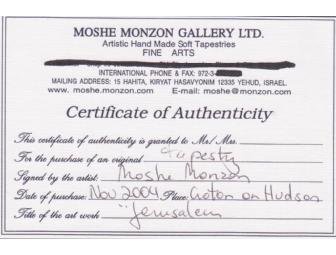 MOSHE MONZON GALLERY LTD.
Artistic Hand Made Soft Tapestries
FINE ARTS
INTERNATIONAL PHONE & FAX: 972-3-
MAILING ADDRESS: 15 HAHITA, KIRYAT HASAVYONIM 12335 YEHUD, ISRAEL.
www. moshe.monzon.com E-mail: moshe@monzon.com
Certificate of Authenticity
This certificate of authenticity is granted to Mr/ Mrs.
For the purchase of an original Tapesty
Signed by the artist: Moshe Monzon
Date of purchase: Nov 2004 Place: Croton on Hudson
Title of the art work "Jerusalem